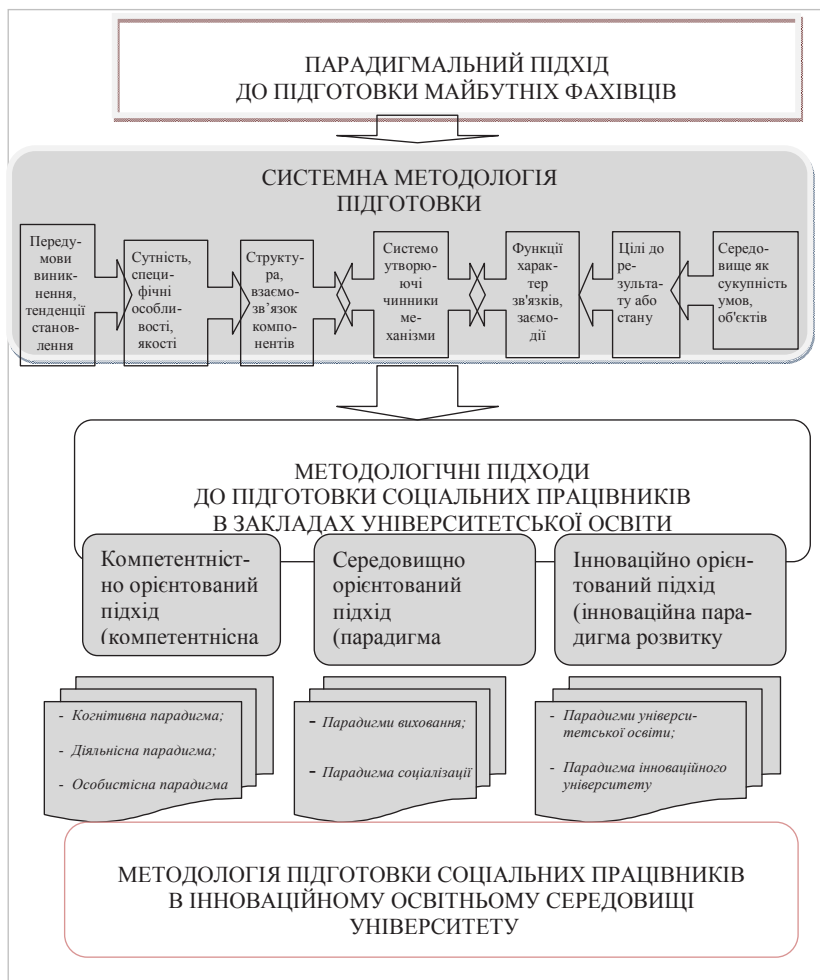 ПАРАДИГМАЛЬНИЙ ПІДХІД
ДО ПІДГОТОВКИ МАЙБУТНІХ ФАХІВЦІВ
СИСТЕМНА МЕТОДОЛОГІЯ
ПІДГОТОВКИ
Переду-
мови
виник-
нення,
тенденції
станов-
лення
Сутність,
специ-
фічні
особли-
вості,
якості
Структу-
ра,
взаємо-
зв'язок
компо-
нентів
Системо
утворю-
ючі
чинники
ме-
ханізми
Функції
характер
зв'язків,
заємо-
дії
Цілі до
ре-
зульта-
ту або
стану
Середо-
вище як
сукупність
умов,
об'єктів
МЕТОДОЛОГІЧНІ ПІДХОДИ
ДО ПІДГОТОВКИ СОЦІАЛЬНИХ ПРАЦІВНИКІВ
В ЗАКЛАДАХ УНІВЕРСИТЕТСЬКОЇ ОСВІТИ
Компетентніст-
но орієнтований
підхід
(компетентнісна
Середовищно
орієнтований
підхід
(парадигма
Інноваційно орієн-
тований підхід
(інноваційна пара-
дигма розвитку
- Когнітивна парадигма;
- Діяльнісна парадигма;
- Особистісна парадигма
- Парадигми виховання;
- Парадигма соціалізації
- Парадигми універси-
тетської освіти;
- Парадигма інноваційного
університету
МЕТОДОЛОГІЯ ПІДГОТОВКИ СОЦІАЛЬНИХ ПРАЦІВНИКІВ
В ІННОВАЦІЙНОМУ ОСВІТНЬОМУ СЕРЕДОВИЩІ
УНІВЕРСИТЕТУ